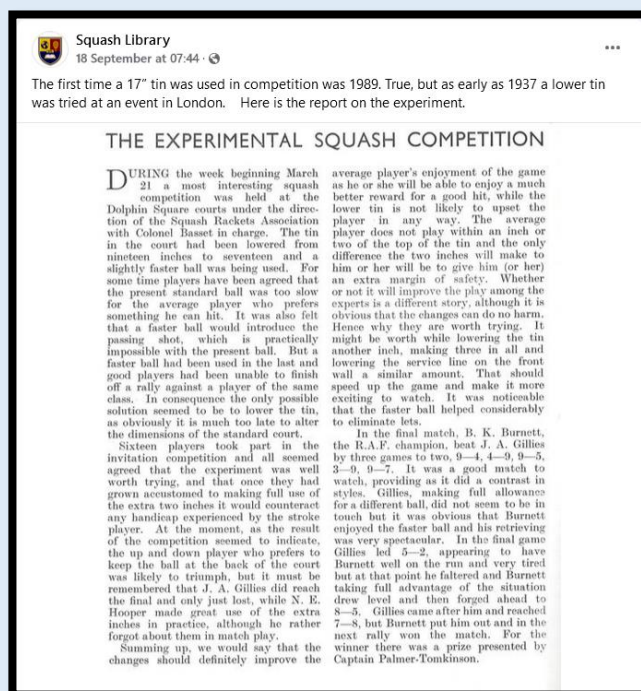 Squash Library
18 September at 07:44 ·
The first time a 17" tin was used in competition was 1989. True, but as early as 1937 a lower tin
was tried at an event in London. Here is the report on the experiment.
THE EXPERIMENTAL SQUASH COMPETITION
DURING the week beginning March
21 a most interesting squash
competition was held at the
Dolphin Square courts under the direc-
tion of the Squash Rackets Association
with Colonel Basset in charge. The tin
in the court had been lowered from
nineteen inches to seventeen and a
slightly faster ball was being used. For
some time players have been agreed that
the present standard ball was too slow
for the average player who prefers
something he can hit. It was also felt
that a faster ball would introduce the
passing shot, which is practically
impossible with the present ball. But a
faster ball had been used in the last and
good players had been unable to finish
off a rally against a player of the same
class. In consequence the only possible
solution seemed to be to lower the tin,
as obviously it is much too late to alter
the dimensions of the standard court.
Sixteen players took part in the
invitation competition and all seemed
agreed that the experiment was well
worth trying, and that once they had
grown accustomed to making full use of
the extra two inches it would counteract
any handicap experienced by the stroke
player. At the moment, as the result
of the competition seemed to indicate,
the up and down player who prefers to
keep the ball at the back of the court
was likely to triumph, but it must be
remembered that J. A. Gillies did reach
the final and only just lost, while N. E.
Hooper made great use of the extra
inches in practice, although he rather
forgot about them in match play.
Summing up, we would say that the
changes should definitely improve the
average player's enjoyment of the game
as he or she will be able to enjoy a much
better reward for a good hit, while the
lower tin is not likely to upset the
player in any way. The average
player does not play within an inch or
two of the top of the tin and the only
difference the two inches will make to
him or her will be to give him (or her)
an extra margin of safety. Whether
or not it will improve the play among the
experts is a different story, although it is
obvious that the changes can do no harm.
Hence why they are worth trying. It
might be worth while lowering the tin
another inch, making three in all and
lowering the service line on the front
wall a similar amount. That should
speed up the game and make it more
exciting to watch. It was noticeable
that the faster ball helped considerably
to eliminate lets.
In the final match, B. K. Burnett,
the R.A.F. champion, beat J. A. Gillies
by three games to two, 9—4, 4—9, 9—5,
3—9, 9—7. It was a good match to
watch, providing as it did a contrast in
styles. Gillies, making full allowance
for a different ball, did not seem to be in
touch but it was obvious that Burnett
enjoyed the faster ball and his retrieving
was very spectacular. In the final game
Gillies led 5—2, appearing to have
Burnett well on the run and very tired
but at that point he faltered and Burnett
taking full advantage of the situation
drew level and then forged ahead to
8—5. Gillies came after him and reached
7—8, but Burnett put him out and in the
next rally won the match. For the
winner there was a prize presented by
Captain Palmer-Tomkinson.